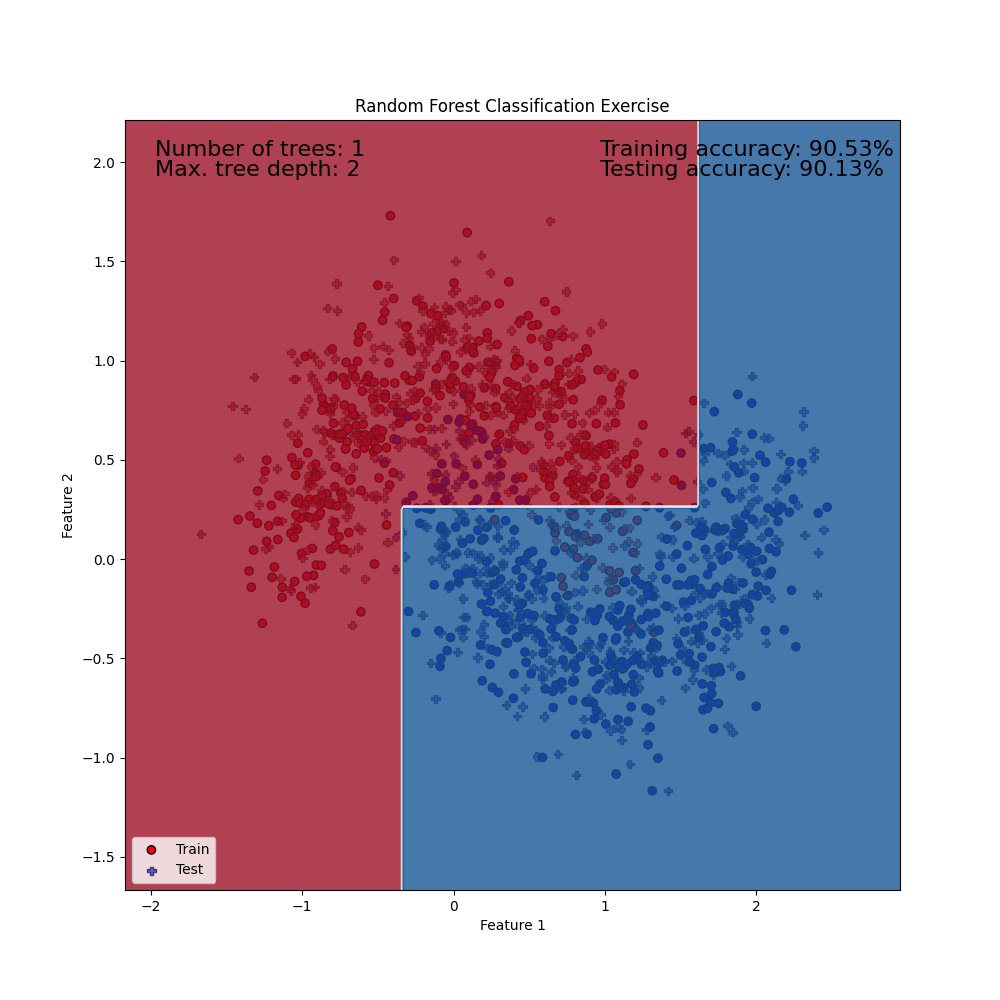 Random Forest Classification Exercise
Number of trees: 1
Max. tree depth: 2
Training accuracy: 90.53%
Testing accuracy: 90.13%
2.0
1.5
1.0
0.5
0.0
−0.5
−1.0
−1.5
Feature 2
Train
Test
−2
−1
0
1
2
Feature 1